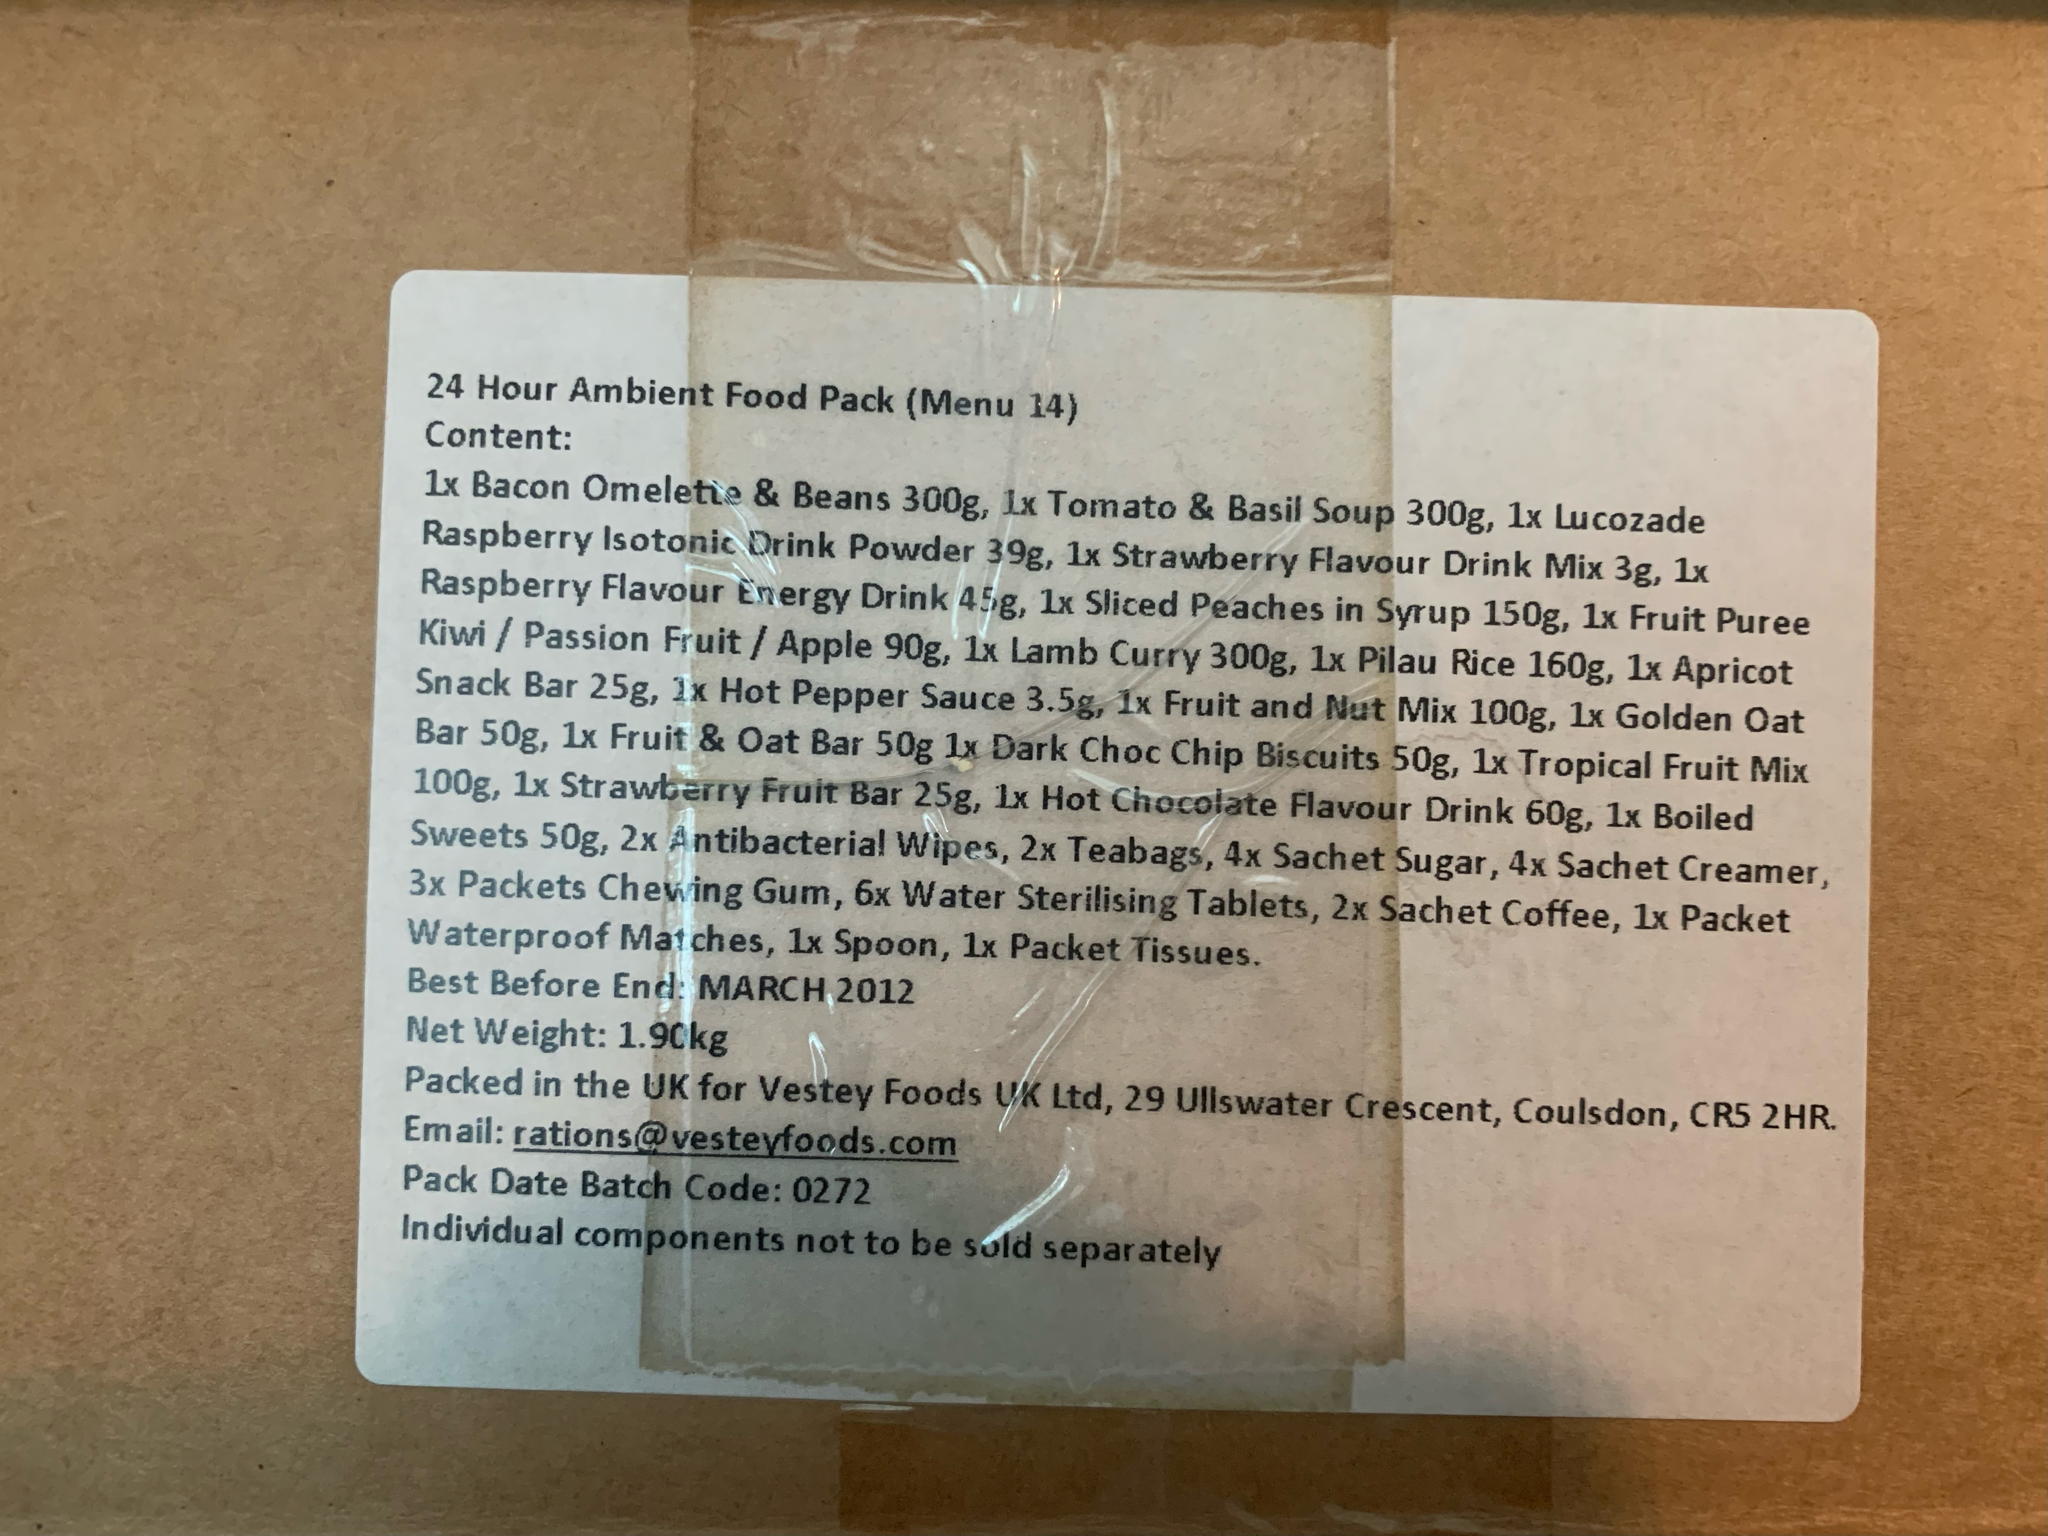 24 Hour Ambient Food Pack (Menu 14)
Content:
1x Bacon Omelette & Beans 300g, 1x Tomato & Basil Soup 300g, 1x Lucozade
Raspberry Isotonic Drink Powder 39g, 1x Strawberry Flavour Drink Mix 3g, 1x
Raspberry Flavour Energy Drink 45g, 1x Sliced Peaches in Syrup 150g, 1x Fruit Puree
Kiwi / Passion Fruit / Apple 90g, 1x Lamb Curry 300g, 1x Pilau Rice 160g, 1x Apricot
Snack Bar 25g, 1x Hot Pepper Sauce 3.5g, 1x Fruit and Nut Mix 100g, 1x Golden Oat
Bar 50g, 1x Fruit & Oat Bar 50g 1x Dark Choc Chip Biscuits 50g, 1x Tropical Fruit Mix
100g, 1x Strawberry Fruit Bar 25g, 1x Hot Chocolate Flavour Drink 60g, 1x Boiled
Sweets 50g, 2x Antibacterial Wipes, 2x Teabags, 4x Sachet Sugar, 4x Sachet Creamer,
3x Packets Chewing Gum, 6x Water Sterilising Tablets, 2x Sachet Coffee, 1x Packet
Waterproof Matches, 1x Spoon, 1x Packet Tissues.
Best Before End: MARCH 2012
Net Weight: 1.90kg
Packed in the UK for Vestey Foods UK Ltd, 29 Ullswater Crescent, Coulsdon, CR5 2HR.
Email: rations@vesteyfoods.com
Pack Date Batch Code: 0272
Individual components not to be sold separately